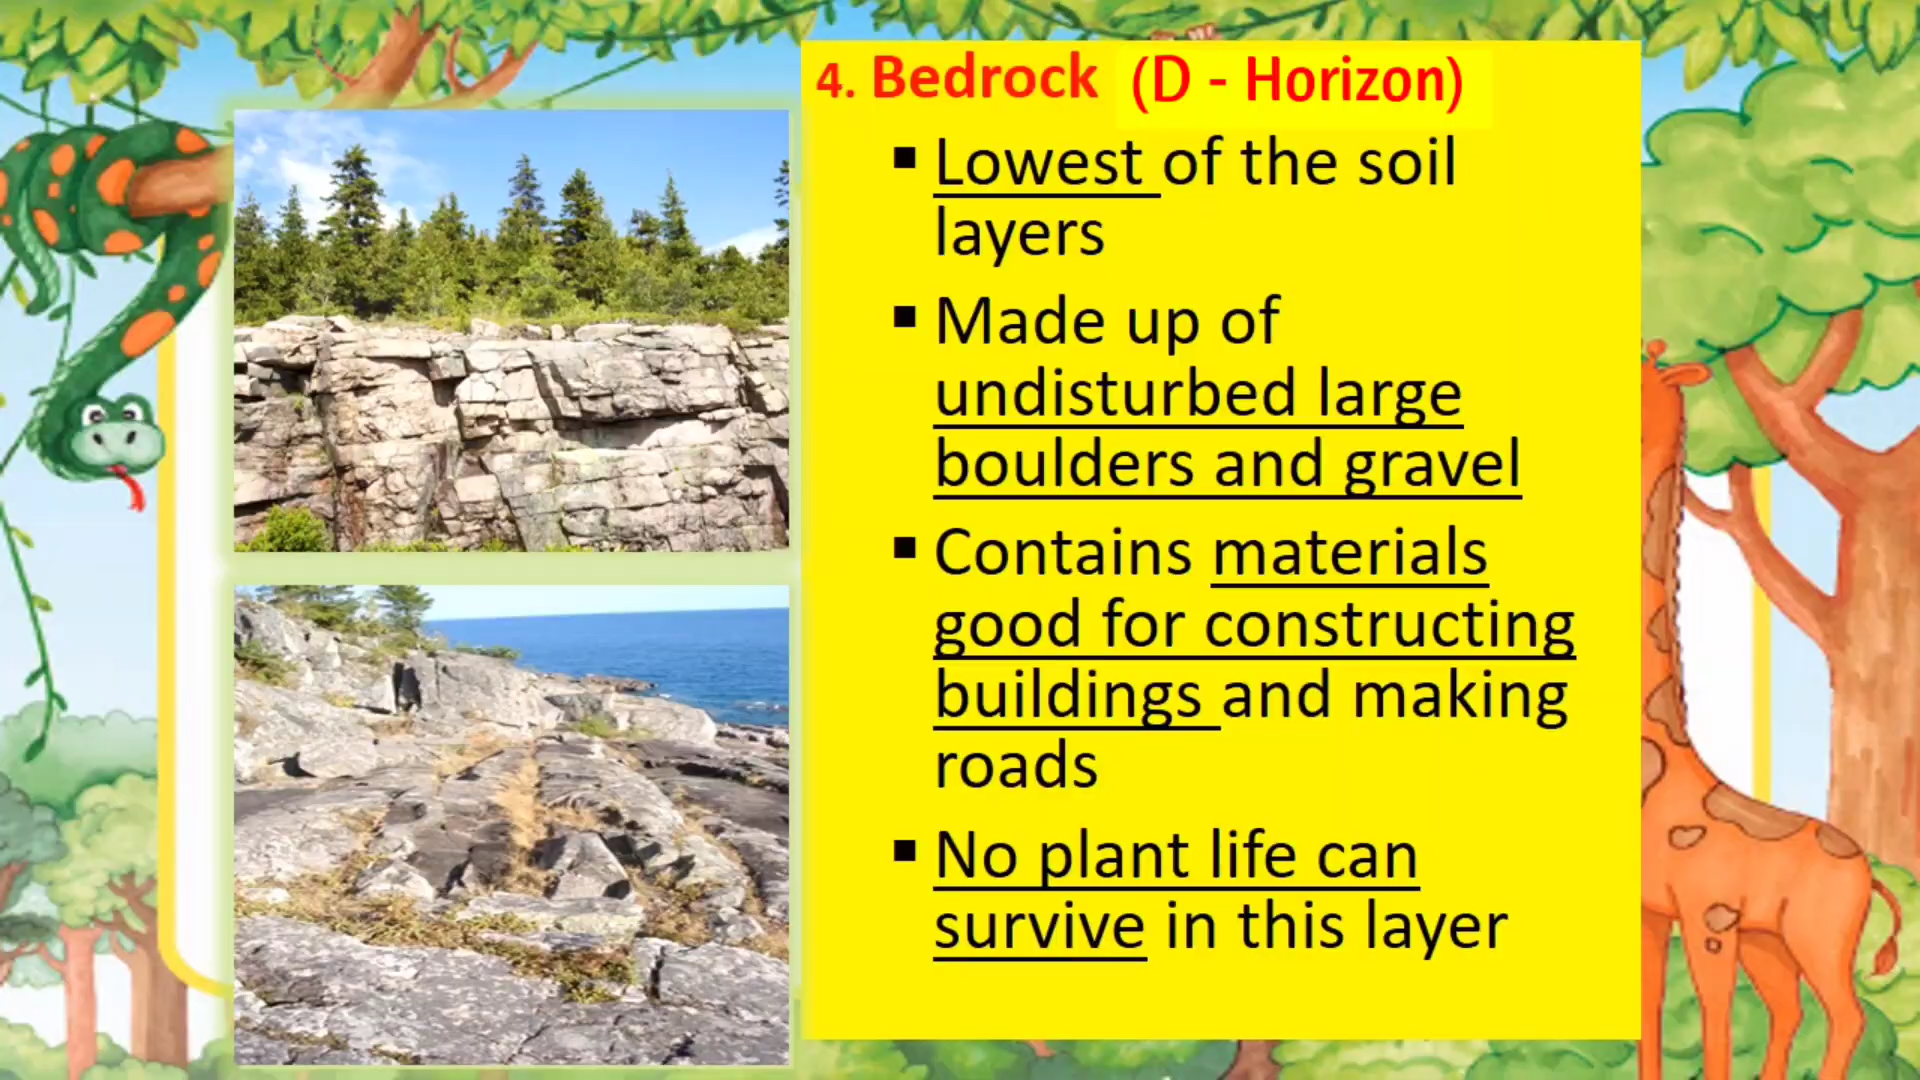 4. Bedrock (D - Horizon)
▪ Lowest of the soil
layers
▪ Made up of
undisturbed large
boulders and gravel
▪ Contains materials
good for constructing
buildings and making
roads
▪ No plant life can
survive in this layer